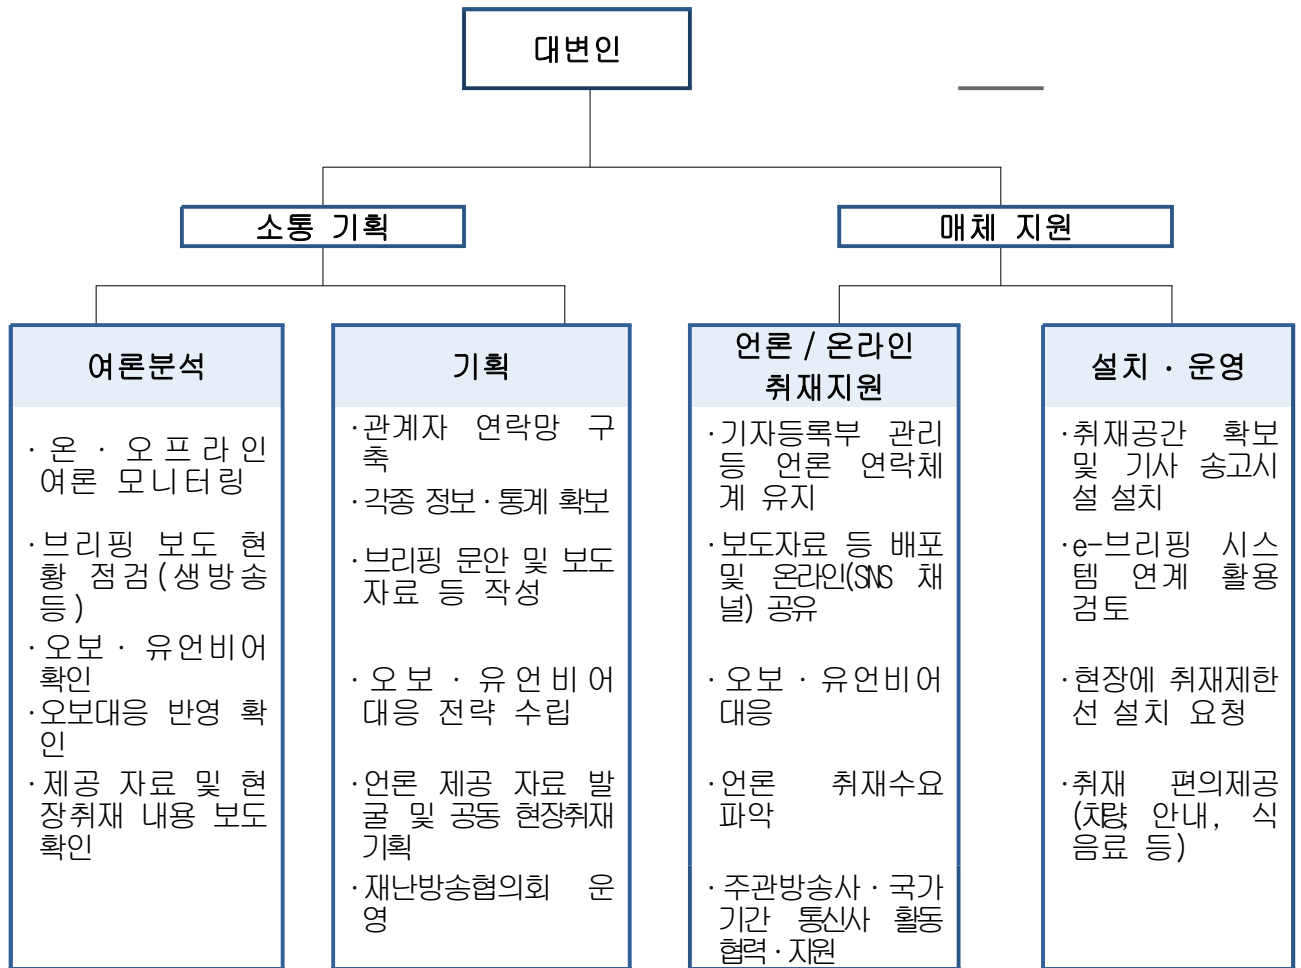 대변인
소통 기획
매체 지원
여론분석
· 온 · 오프라인
여론 모니터링
·브리핑 보도 현
황 점검(생방송
등)
·오보 · 유언비어
확인
·오보대응 반영 확
인
·제공 자료 및 현
장취재 내용 보도
확인
기획
·관계자 연락망 구
축
·각종 정보·통계 확보
·브리핑 문안 및 보도
자료 등 작성
·오보 · 유언비어
대응 전략 수립
·언론 제공 자료 발
굴 및 공동 현장취재
기획
·재난방송협의회 운
영
언론 / 온라인
취재지원
·기자등록부 관리
등 언론 연락체
계 유지
·보도자료 등 배포
및 온라인(SNS 채
널) 공유
·오보 · 유언비어
대응
·언론 취재수요
파악
·주관방송사·국가
기간 통신사 활동
협력·지원
설치 · 운영
·취재공간 확보
및 기사 송고시
설 설치
·e-브리핑 시스
템 연계 활용
검토
·현장에 취재제한
선 설치 요청
·취재 편의제공
(차량, 안내, 식
음료 등)